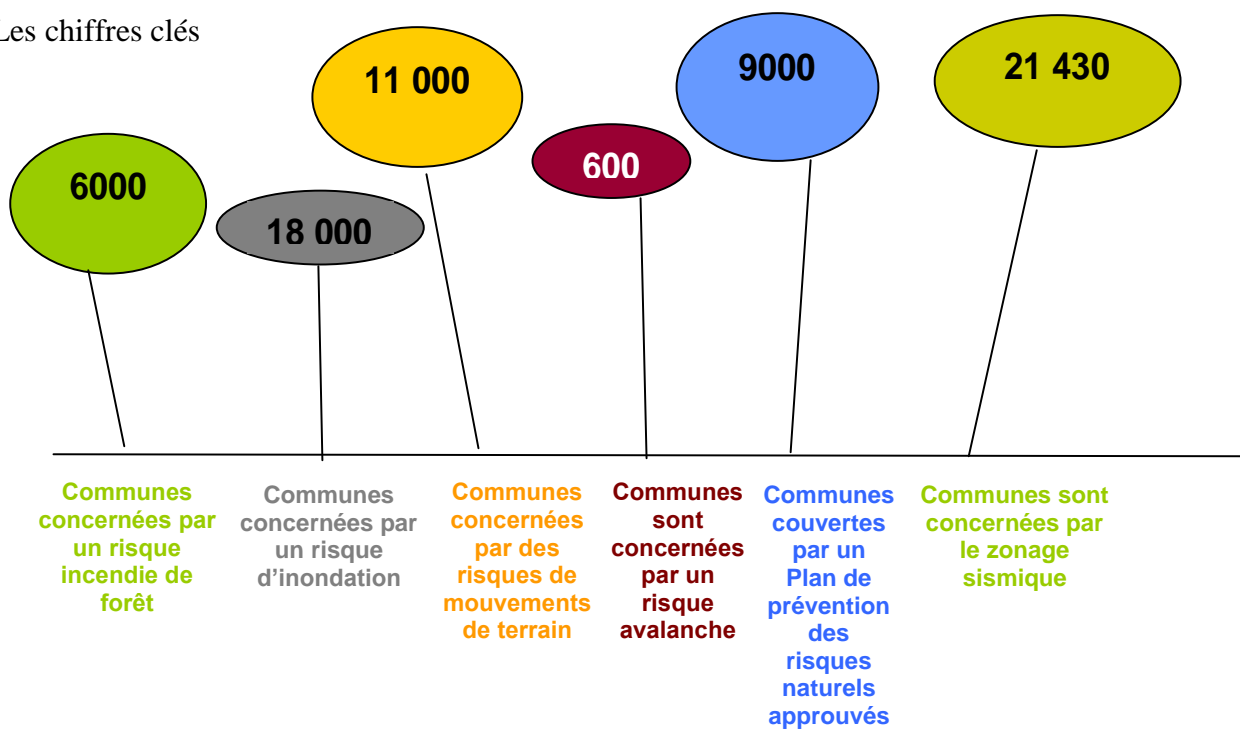 Les chiffres clés
6000
18 000
11 000
600
9000
21 430
Communes
concernées par
un risque
incendie de
forêt
Communes
concernées par
un risque
d’inondation
Communes
concernées
par des
risques de
mouvements
de terrain
Communes
sont
concernées
par un
risque
avalanche
Communes
couvertes
par un
Plan de
prévention
des
risques
naturels
approuvés
Communes sont
concernées par
le zonage
sismique